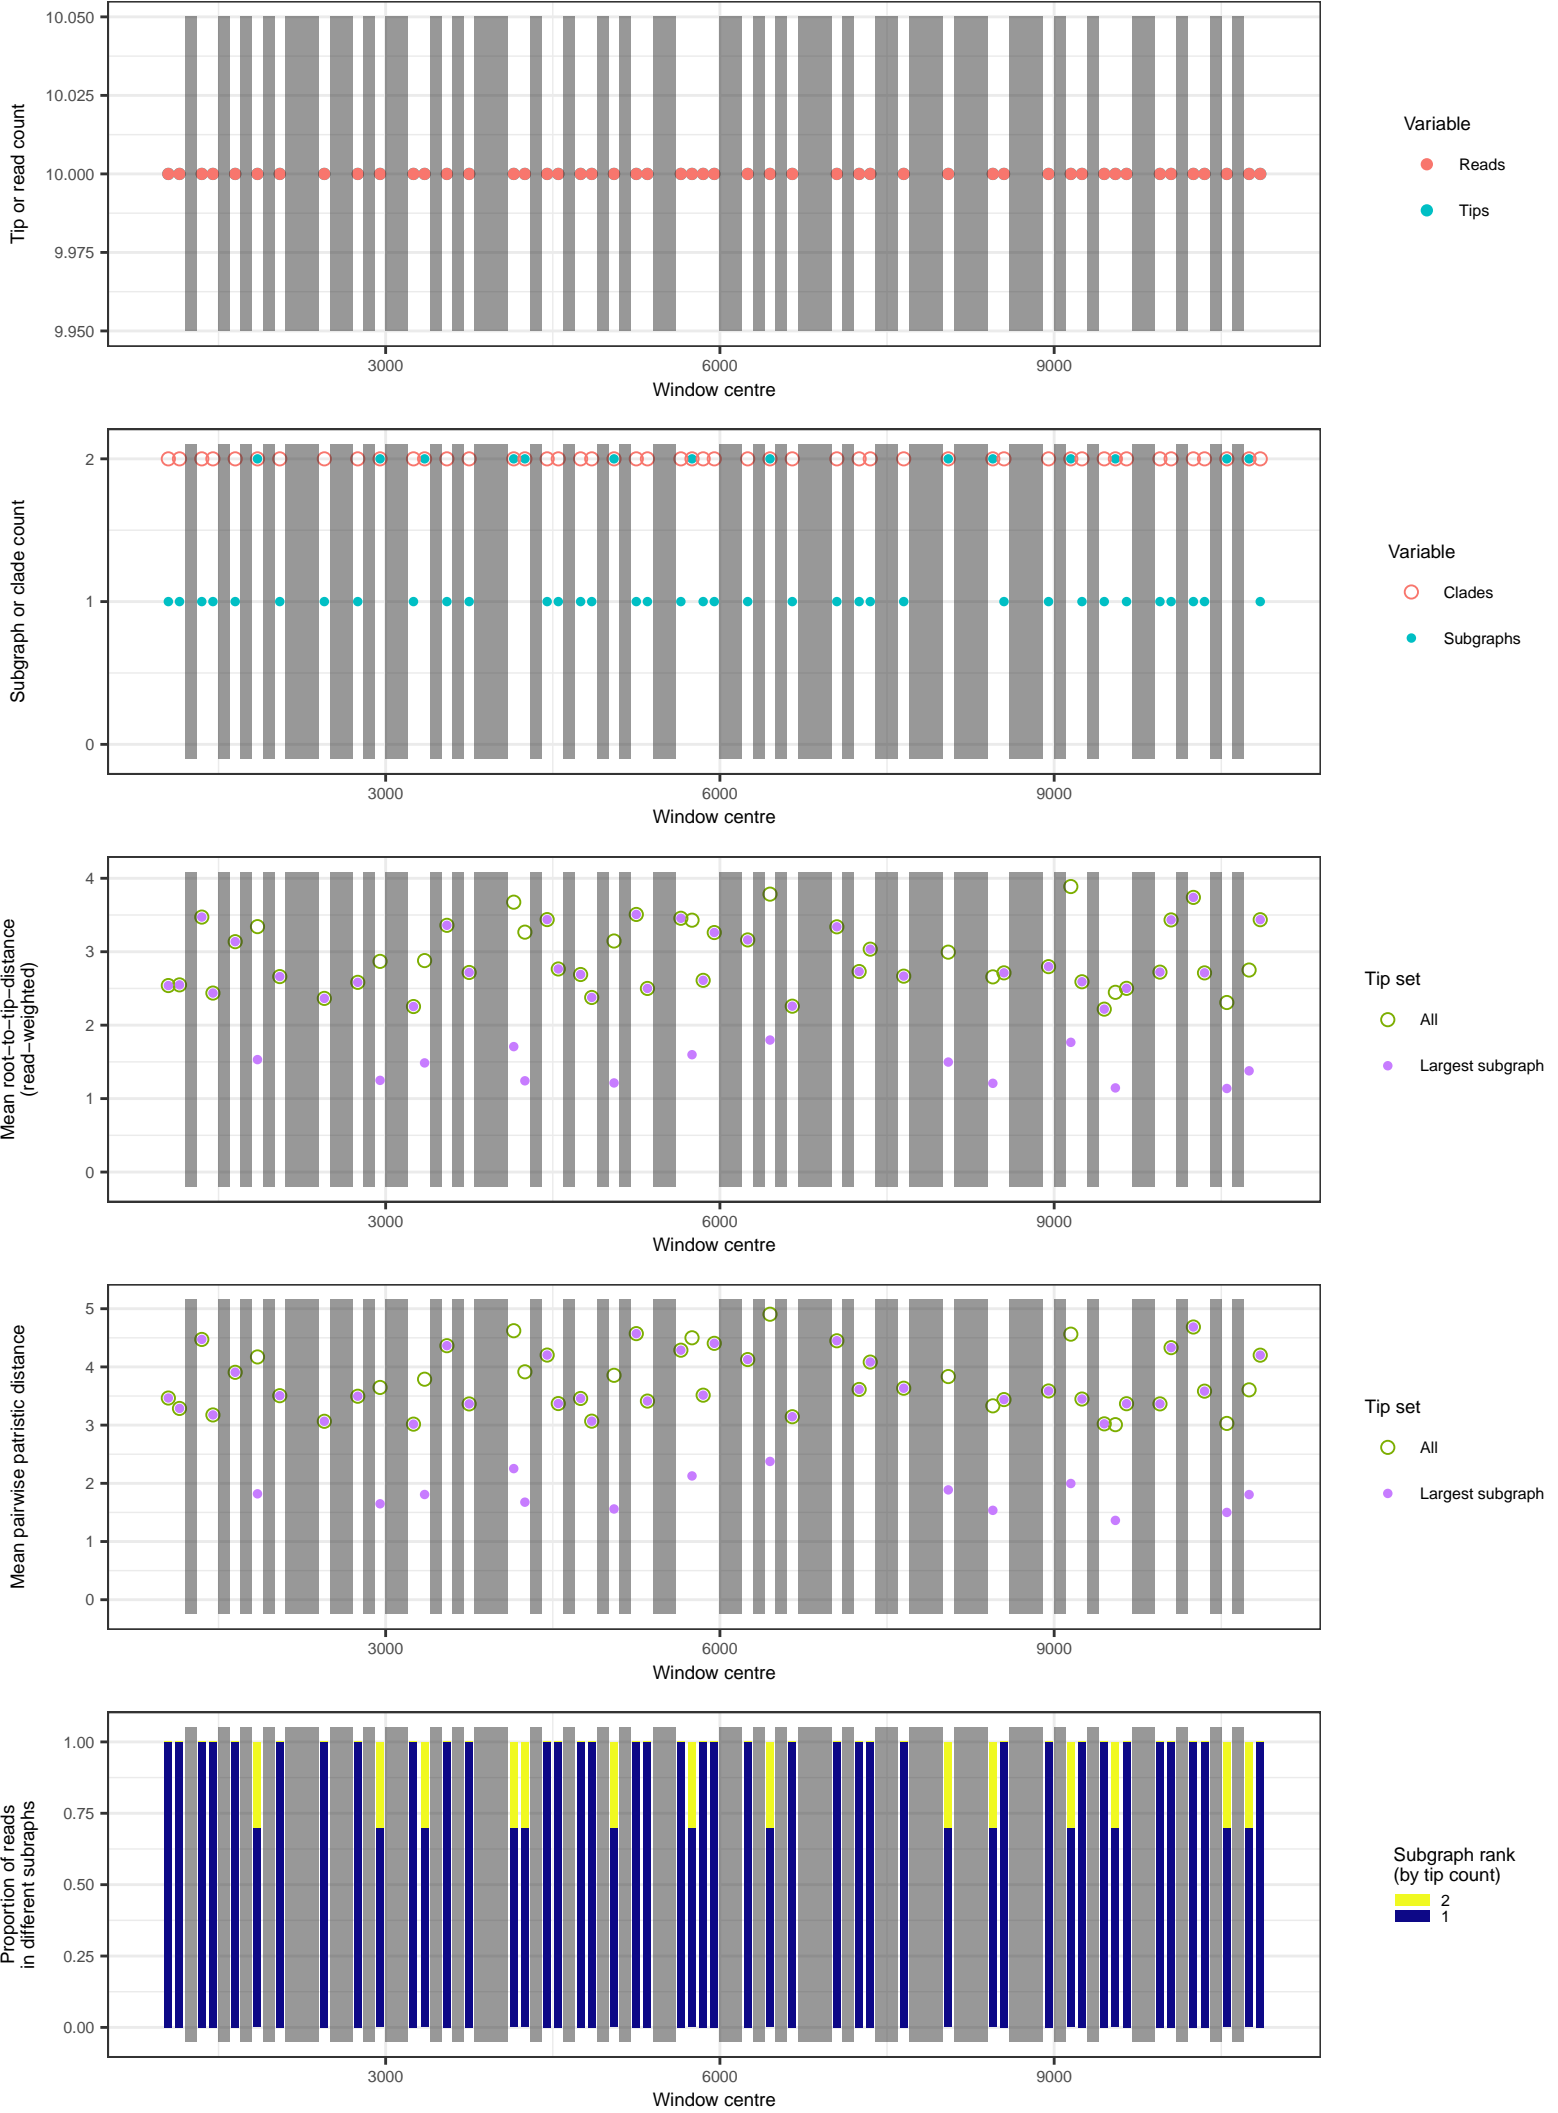 10.050
10.025
10.000
9.975
9.950
Tip or read count
3000
6000
9000
Window centre
Variable
Reads
Tips
2
1
0
Subgraph or clade count
3000
6000
9000
Window centre
Variable
Clades
Subgraphs
4
3
2
1
0
Mean root−to−tip−distance
(read−weighted)
3000
6000
9000
Window centre
Tip set
All
Largest subgraph
5
4
3
2
1
0
Mean pairwise patristic distance
3000
6000
9000
Window centre
Tip set
All
Largest subgraph
1.00
0.75
0.50
0.25
0.00
Proportion of reads
in different subraphs
3000
6000
9000
Window centre
Subgraph rank
(by tip count)
2
1